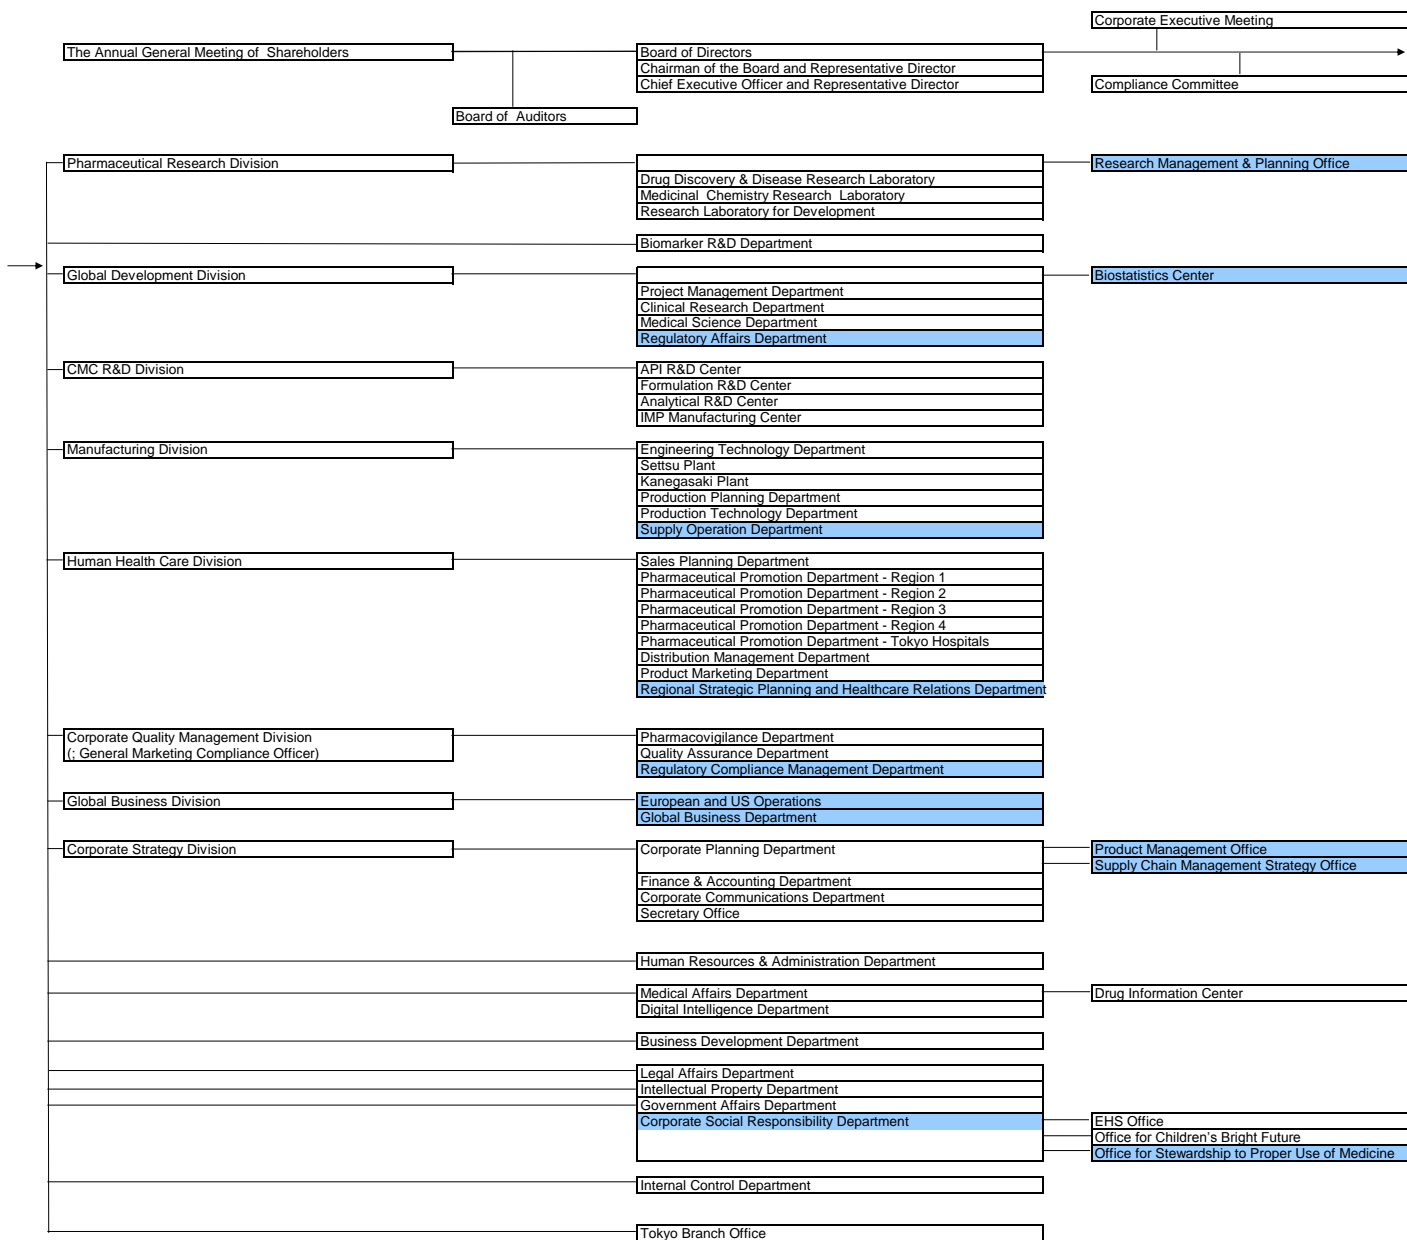 Corporate Executive Meeting
The Annual General Meeting of  Shareholders
Board of Directors
Chairman of the Board and Representative Director
Chief Executive Officer and Representative Director
Compliance Committee
Board of  Auditors
Pharmaceutical Research Division
Research Management & Planning Office
Drug Discovery & Disease Research Laboratory
Medicinal  Chemistry Research  Laboratory
Research Laboratory for Development
Biomarker R&D Department
Global Development Division
Biostatistics Center
Project Management Department
Clinical Research Department
Medical Science Department
Regulatory Affairs Department
CMC R&D Division
API R&D Center
Formulation R&D Center
Analytical R&D Center
IMP Manufacturing Center
Manufacturing Division
Engineering Technology Department
Settsu Plant
Kanegasaki Plant
Production Planning Department
Production Technology Department
Supply Operation Department
Human Health Care Division
Sales Planning Department
Pharmaceutical Promotion Department - Region 1
Pharmaceutical Promotion Department - Region 2
Pharmaceutical Promotion Department - Region 3
Pharmaceutical Promotion Department - Region 4
Pharmaceutical Promotion Department - Tokyo Hospitals
Distribution Management Department
Product Marketing Department
Regional Strategic Planning and Healthcare Relations Department
Corporate Quality Management Division
(; General Marketing Compliance Officer)
Pharmacovigilance Department
Quality Assurance Department
Regulatory Compliance Management Department
Global Business Division
European and US Operations
Global Business Department
Corporate Strategy Division
Corporate Planning Department
Product Management Office
Supply Chain Management Strategy Office
Finance & Accounting Department
Corporate Communications Department
Secretary Office
Human Resources & Administration Department
Medical Affairs Department
Drug Information Center
Digital Intelligence Department
Business Development Department
Legal Affairs Department
Intellectual Property Department
Government Affairs Department
Corporate Social Responsibility Department
EHS Office
Office for Children's Bright Future
Office for Stewardship to Proper Use of Medicine
Internal Control Department
Tokyo Branch Office